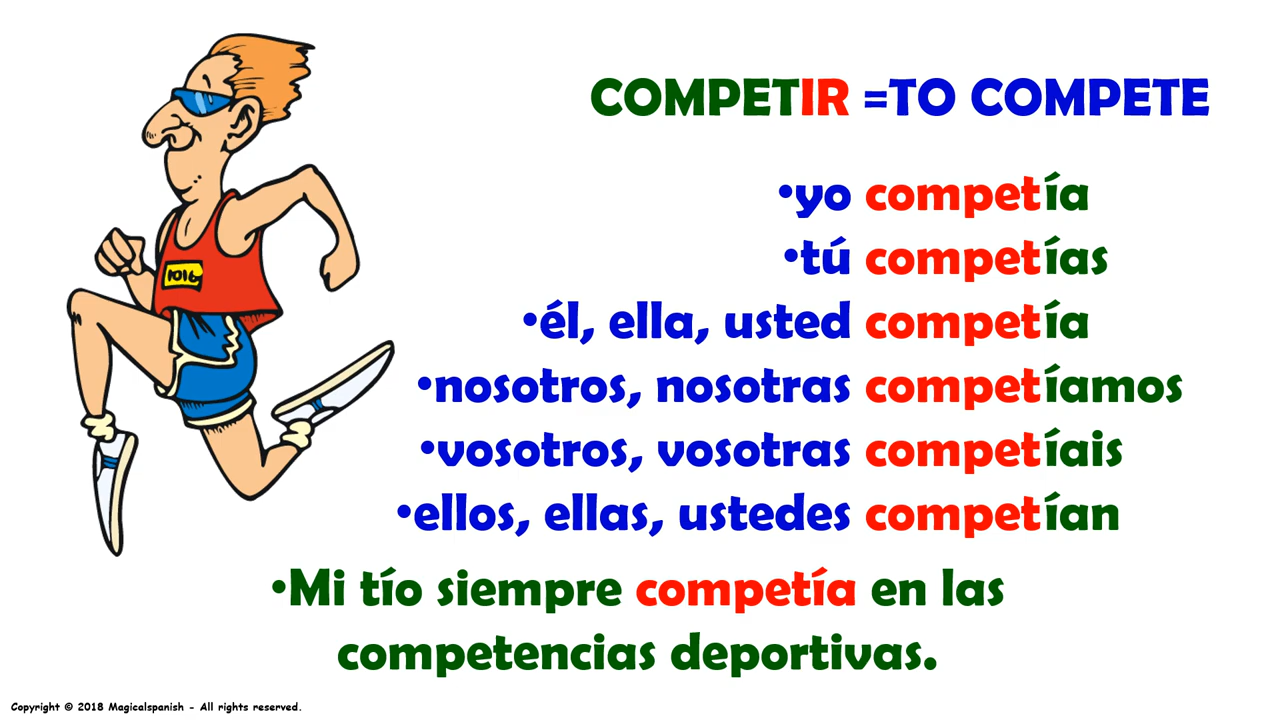 COMPETIR =TO COMPETE
•yo competía
•tú competías
•él, ella, usted competía
•nosotros, nosotras competíamos
•vosotros, vosotras competíais
•ellos, ellas, ustedes competían
•Mi tío siempre competía en las
competencias deportivas.
1016
Copyright © 2018 Magicalspanish - All rights reserved.